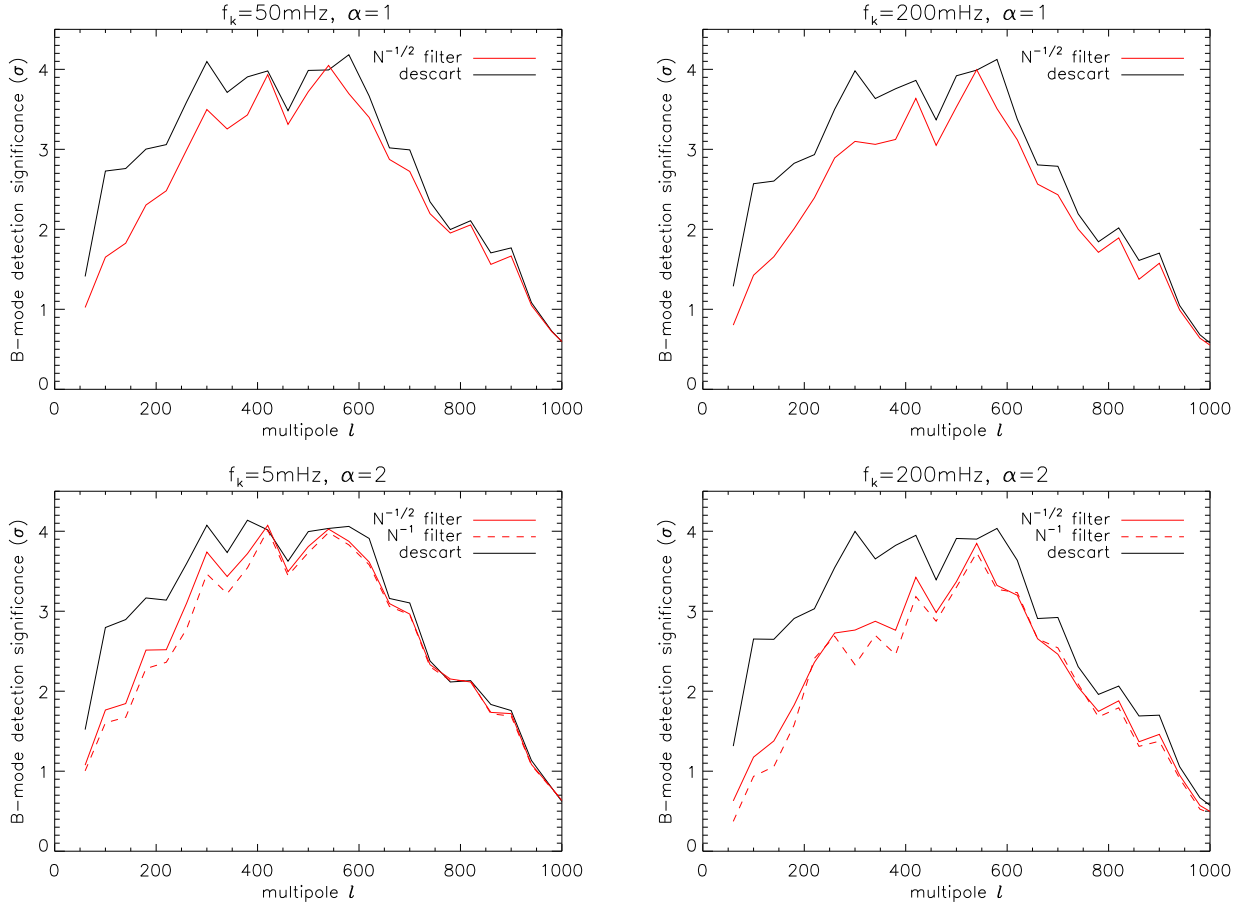 f_k=50mHz, α=1
N^{-1/2} filter
descart
B-mode detection significance (σ)
4
3
2
1
0
0 200 400 600 800 1000
multipole l
f_k=200mHz, α=1
N^{-1/2} filter
descart
B-mode detection significance (σ)
4
3
2
1
0
0 200 400 600 800 1000
multipole l
f_k=5mHz, α=2
N^{-1/2} filter
N^{-1} filter
descart
B-mode detection significance (σ)
4
3
2
1
0
0 200 400 600 800 1000
multipole l
f_k=200mHz, α=2
N^{-1/2} filter
N^{-1} filter
descart
B-mode detection significance (σ)
4
3
2
1
0
0 200 400 600 800 1000
multipole l